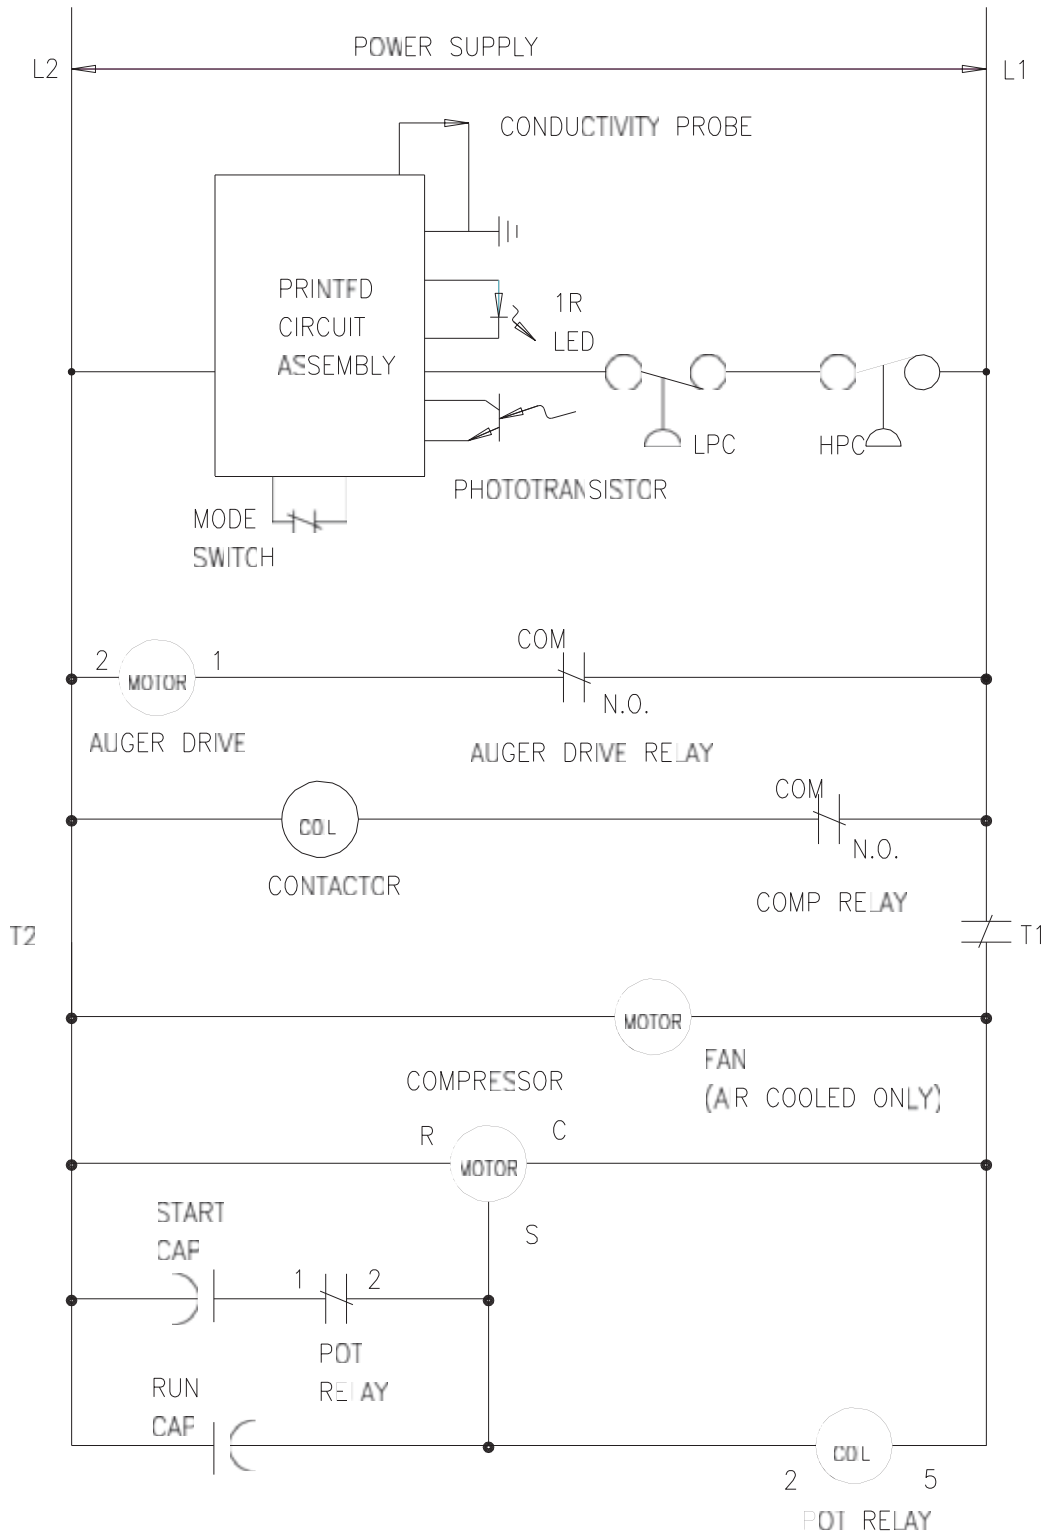 POWER SUPPLY
L2
L1
CONDUCTIVITY PROBE
PRINTED
CIRCUIT
ASSEMBLY
1R
LED
LPC
HPC
PHOTOTRANSISTOR
MODE
SWITCH
COM
2
1
MOTOR
N.O.
AUGER DRIVE
AUGER DRIVE RELAY
COM
COIL
N.O.
CONTACTOR
COMP RELAY
T2
T1
MOTOR
FAN
(AIR COOLED ONLY)
COMPRESSOR
R
C
MOTOR
START
CAP
S
1
2
POT
RELAY
RUN
CAP
COIL
2
5
POT RELAY